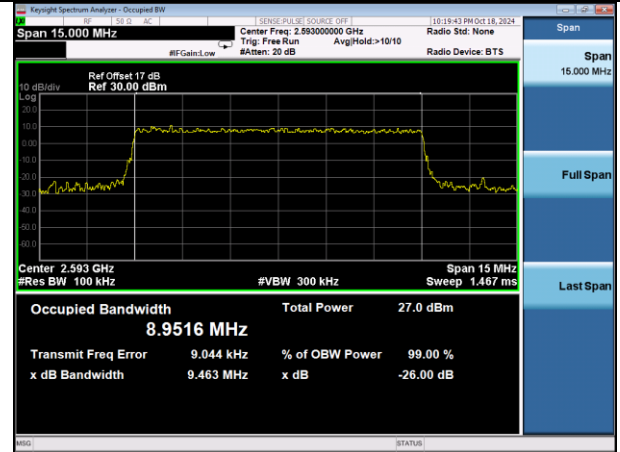 Keysight Spectrum Analyzer - Occupied BW
RF 50 Ω AC SENSE:PULSE SOURCE OFF 10:19:43 PM Oct 18, 2024
Span 15.000 MHz Center Freq: 2.593000000 GHz Radio Std: None
Trig: Free Run Avg|Hold:>10/10
#IFGain:Low #Atten: 20 dB Radio Device: BTS
Ref Offset 17 dB
10 dB/div Ref 30.00 dBm
Log
20.0
10.0
0.00
-10.0
-20.0
-30.0
-40.0
-50.0
-60.0
Center 2.593 GHz Span 15 MHz
#Res BW 100 kHz #VBW 300 kHz Sweep 1.467 ms
Occupied Bandwidth Total Power 27.0 dBm
8.9516 MHz
Transmit Freq Error 9.044 kHz % of OBW Power 99.00 %
x dB Bandwidth 9.463 MHz x dB -26.00 dB
MSG STATUS
Span
Span
15.000 MHz
Full Span
Last Span